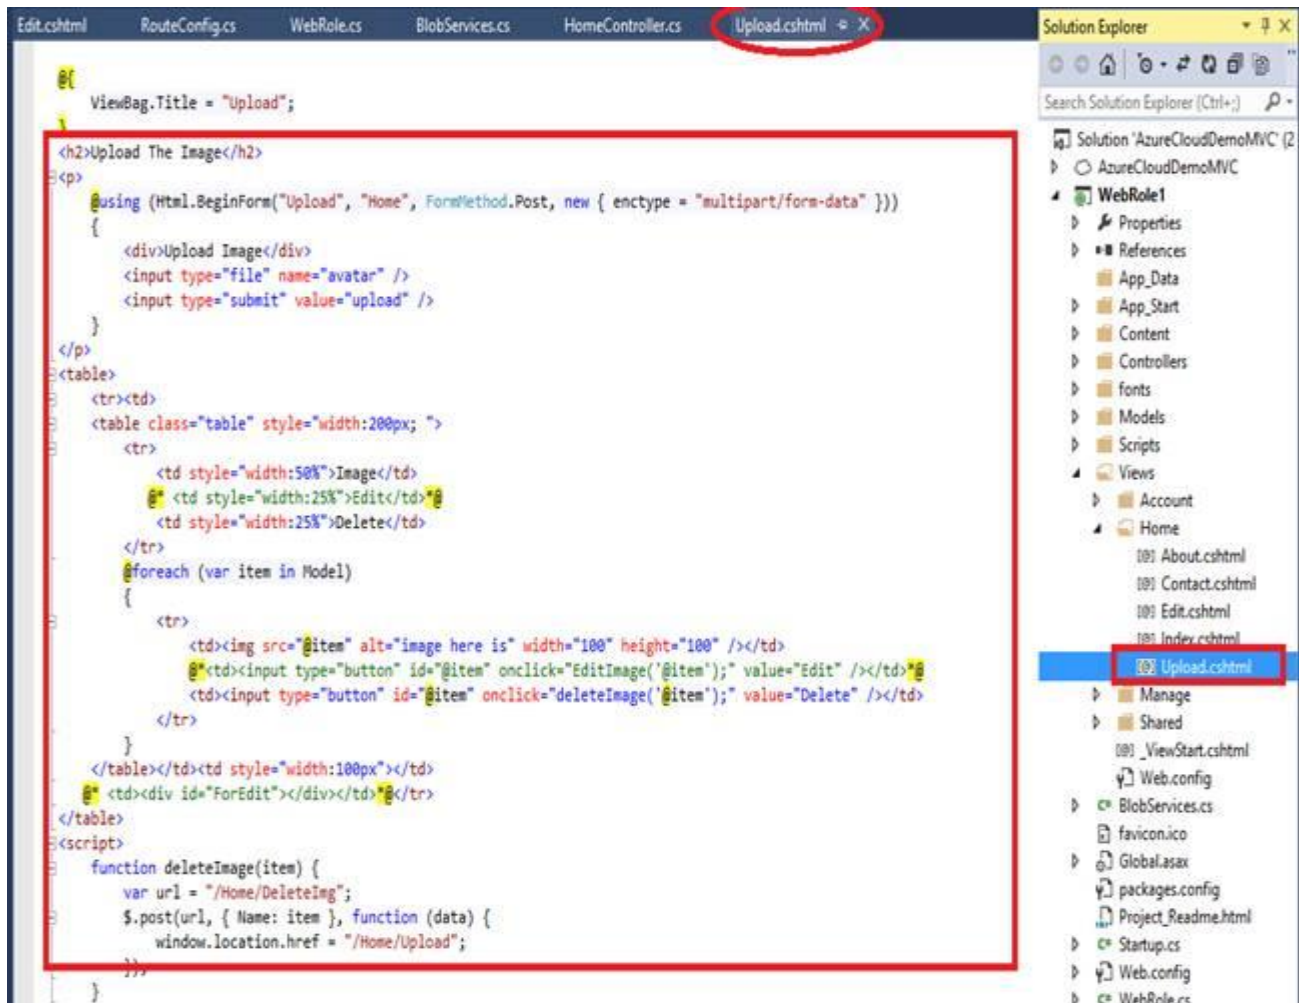 Edit.cshtml RouteConfig.cs WebRole.cs BlobServices.cs HomeController.cs Upload.cshtml
@{
ViewBag.Title = "Upload";
}
<h2>Upload The Image</h2>
<p>
@using (Html.BeginForm("Upload", "Home", FormMethod.Post, new { enctype = "multipart/form-data" }))
{
<div>Upload Image</div>
<input type="file" name="avatar" />
<input type="submit" value="upload" />
}
</p>
<table>
<tr><td>
<table class="table" style="width:200px; ">
<tr>
<td style="width:50%">Image</td>
@* <td style="width:25%">Edit</td>*@
<td style="width:25%">Delete</td>
</tr>
@foreach (var item in Model)
{
<tr>
<td><img src="@item" alt="image here is" width="100" height="100" /></td>
@*<td><input type="button" id="@item" onclick="EditImage('@item');" value="Edit" /></td>*@
<td><input type="button" id="@item" onclick="deleteImage('@item');" value="Delete" /></td>
</tr>
}
</table></td><td style="width:100px"></td>
@* <td><div id="ForEdit"></div></td>*@</tr>
</table>
<script>
function deleteImage(item) {
var url = "/Home/DeleteImg";
$.post(url, { Name: item }, function (data) {
window.location.href = "/Home/Upload";
});
}
Solution Explorer
Search Solution Explorer (Ctrl+;)
Solution 'AzureCloudDemoMVC' (2
AzureCloudDemoMVC
WebRole1
Properties
References
App_Data
App_Start
Content
Controllers
fonts
Models
Scripts
Views
Account
Home
About.cshtml
Contact.cshtml
Edit.cshtml
Index.cshtml
Upload.cshtml
Manage
Shared
_ViewStart.cshtml
Web.config
BlobServices.cs
favicon.ico
Global.asax
packages.config
Project_Readme.html
Startup.cs
Web.config
WebRole.cs